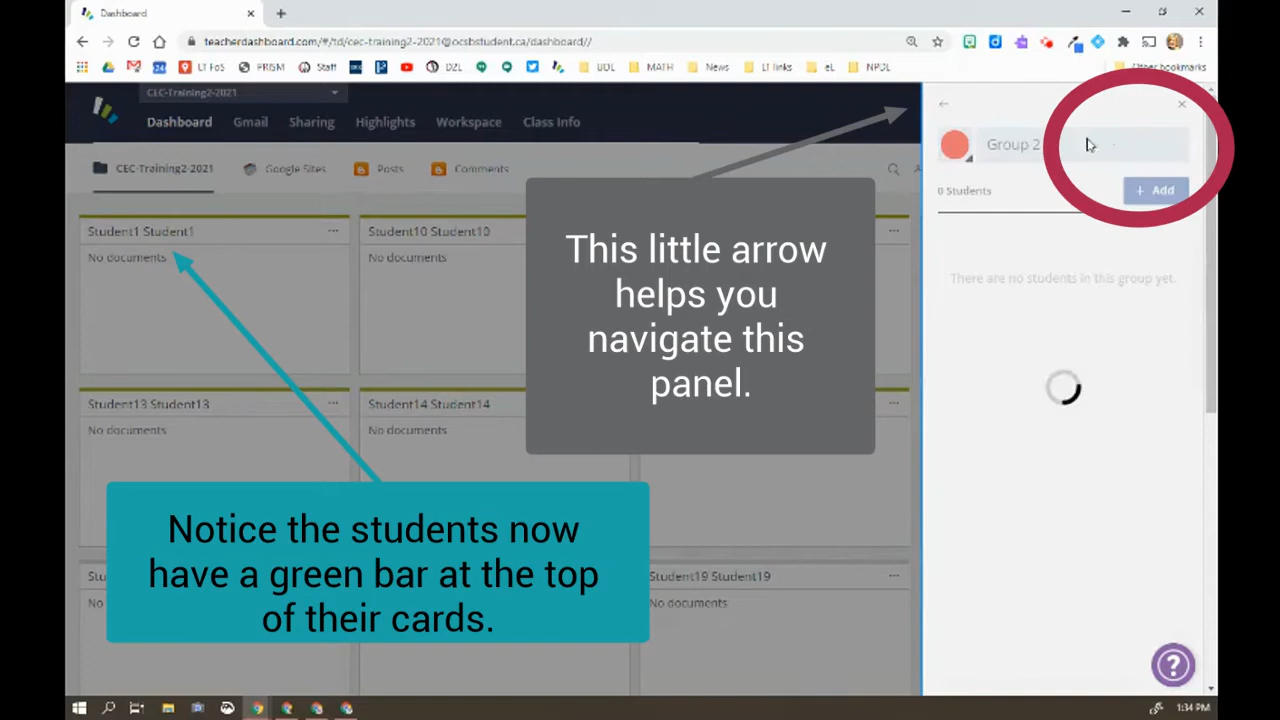 Dashboard
teacherdashboard.com/#/td/cec-training2-2021@ocsbstudent.ca/dashboard//
LT FoS PRISM Staff D2L UDL MATH News LT links eL NPDL Other bookmarks
CEC-Training2-2021
Dashboard Gmail Sharing Highlights Workspace Class Info
CEC-Training2-2021 Google Sites Posts Comments
Group 2
0 Students
+ Add
There are no students in this group yet.
Student1 Student1
No documents
Student10 Student10
No documents
This little arrow
helps you
navigate this
panel.
Student13 Student13
No documents
Student14 Student14
No documents
Notice the students now
have a green bar at the top
of their cards.
Student19 Student19
No documents
?
1:34 PM